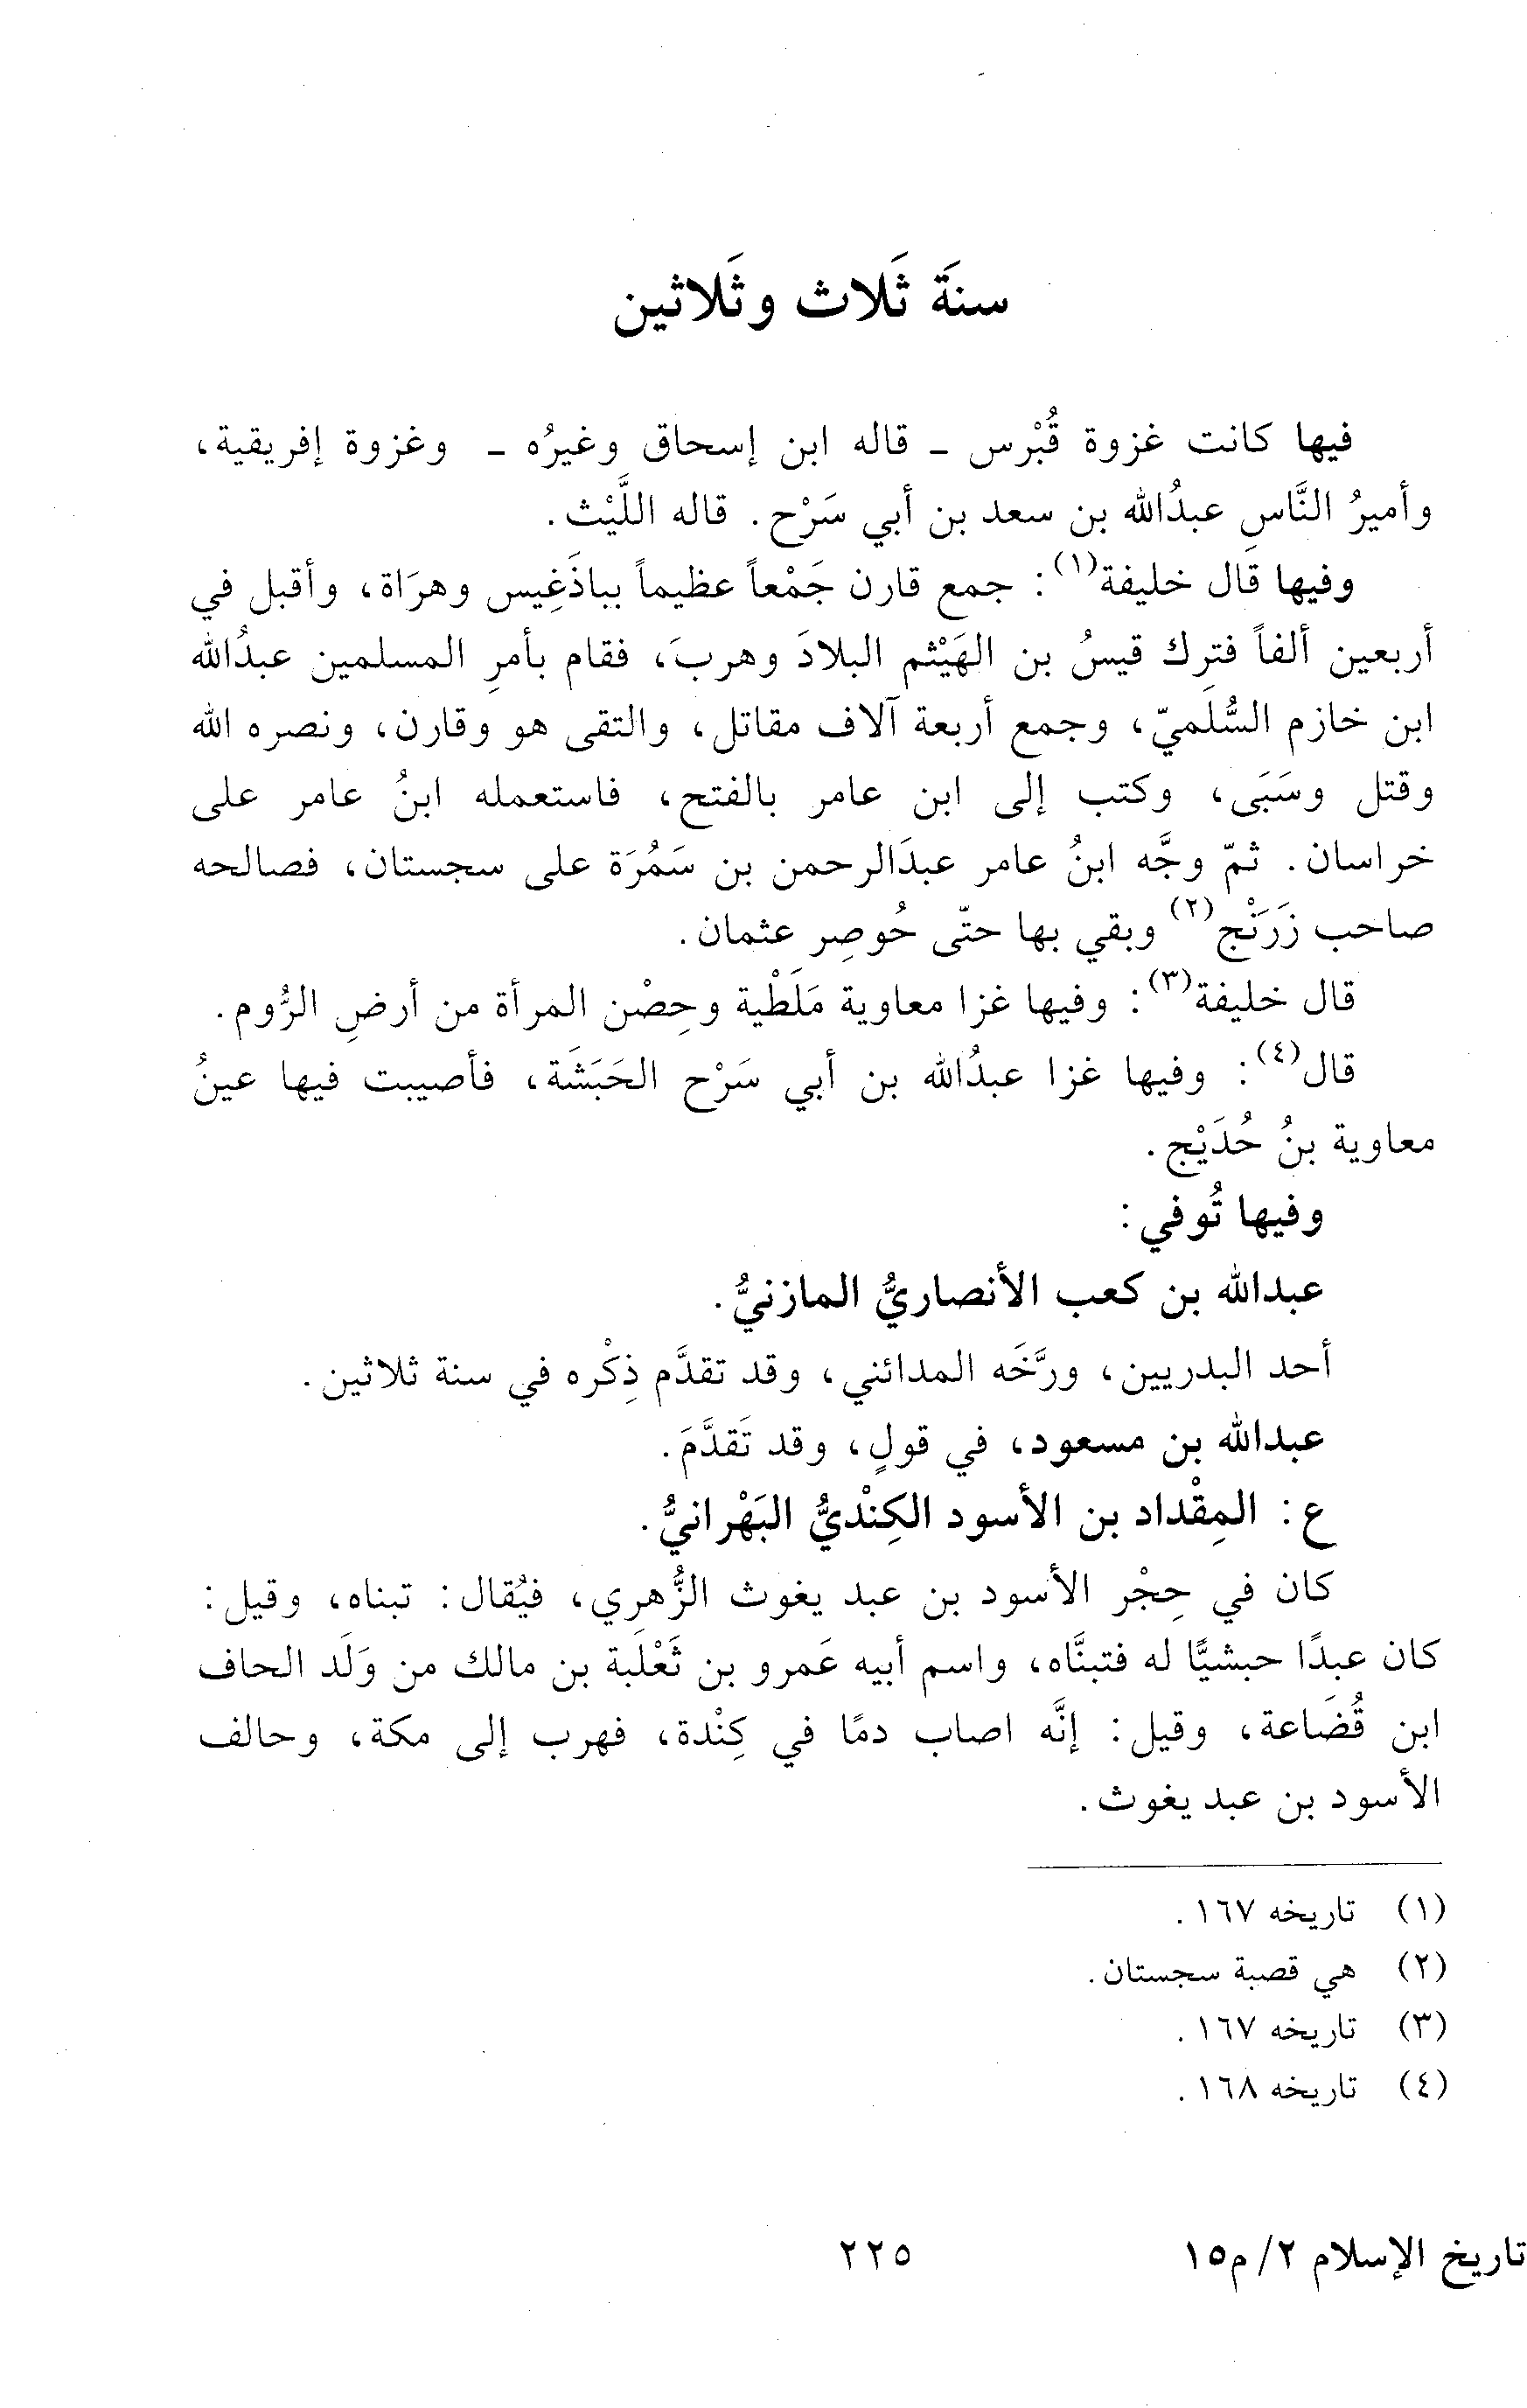 سنَة ثَلاث وثَلاثين
فيها كانت غزوة قُبْرس - قاله ابن إسحاق وغيرُه - وغزوة إفريقية،
وأميرُ النَّاسِ عبدُالله بن سعد بن أبي سَرْح. قاله اللَّيْث.
وفيها قال خليفة(١): جمع قارن جَمْعاً عظيماً بباذَغِيس وهرَاة، وأقبل في
أربعين ألفاً فترك قيسُ بن الهَيْثم البلادَ وهربَ، فقام بأمرِ المسلمين عبدُالله
ابن خازم السُّلَميّ، وجمع أربعة آلاف مقاتل، والتقى هو وقارن، ونصره الله
وقتل وسَبَى، وكتب إلى ابن عامر بالفتح، فاستعمله ابنُ عامر على
خراسان. ثمّ وجَّه ابنُ عامر عبدَالرحمن بن سَمُرَة على سجستان، فصالحه
صاحب زَرَنْج(٢) وبقي بها حتّى حُوصِر عثمان.
قال خليفة(٣): وفيها غزا معاوية مَلَطْية وحِصْن المرأة من أرضِ الرُّوم.
قال(٤): وفيها غزا عبدُالله بن أبي سَرْح الحَبَشَة، فأصيبت فيها عينُ
معاوية بنُ حُدَيْج.
وفيها تُوفي:
عبدالله بن كعب الأنصاريُّ المازنيُّ.
أحد البدريين، ورَّخَه المدائني، وقد تقدَّم ذِكْره في سنة ثلاثين.
عبدالله بن مسعود، في قولٍ، وقد تَقدَّمَ.
ع: المِقْداد بن الأسود الكِنْديُّ البَهْرانيُّ.
كان في حِجْر الأسود بن عبد يغوث الزُّهري، فيُقال: تبناه، وقيل:
كان عبدًا حبشيًّا له فتبنَّاه، واسم أبيه عَمرو بن ثَعْلَبة بن مالك من وَلَد الحاف
ابن قُضَاعة، وقيل: إنَّه اصاب دمًا في كِنْدة، فهرب إلى مكة، وحالف
الأسود بن عبد يغوث.
(١) تاريخه ١٦٧.
(٢) هي قصبة سجستان.
(٣) تاريخه ١٦٧.
(٤) تاريخه ١٦٨.
تاريخ الإسلام ٢/ م١٥ ٢٢٥